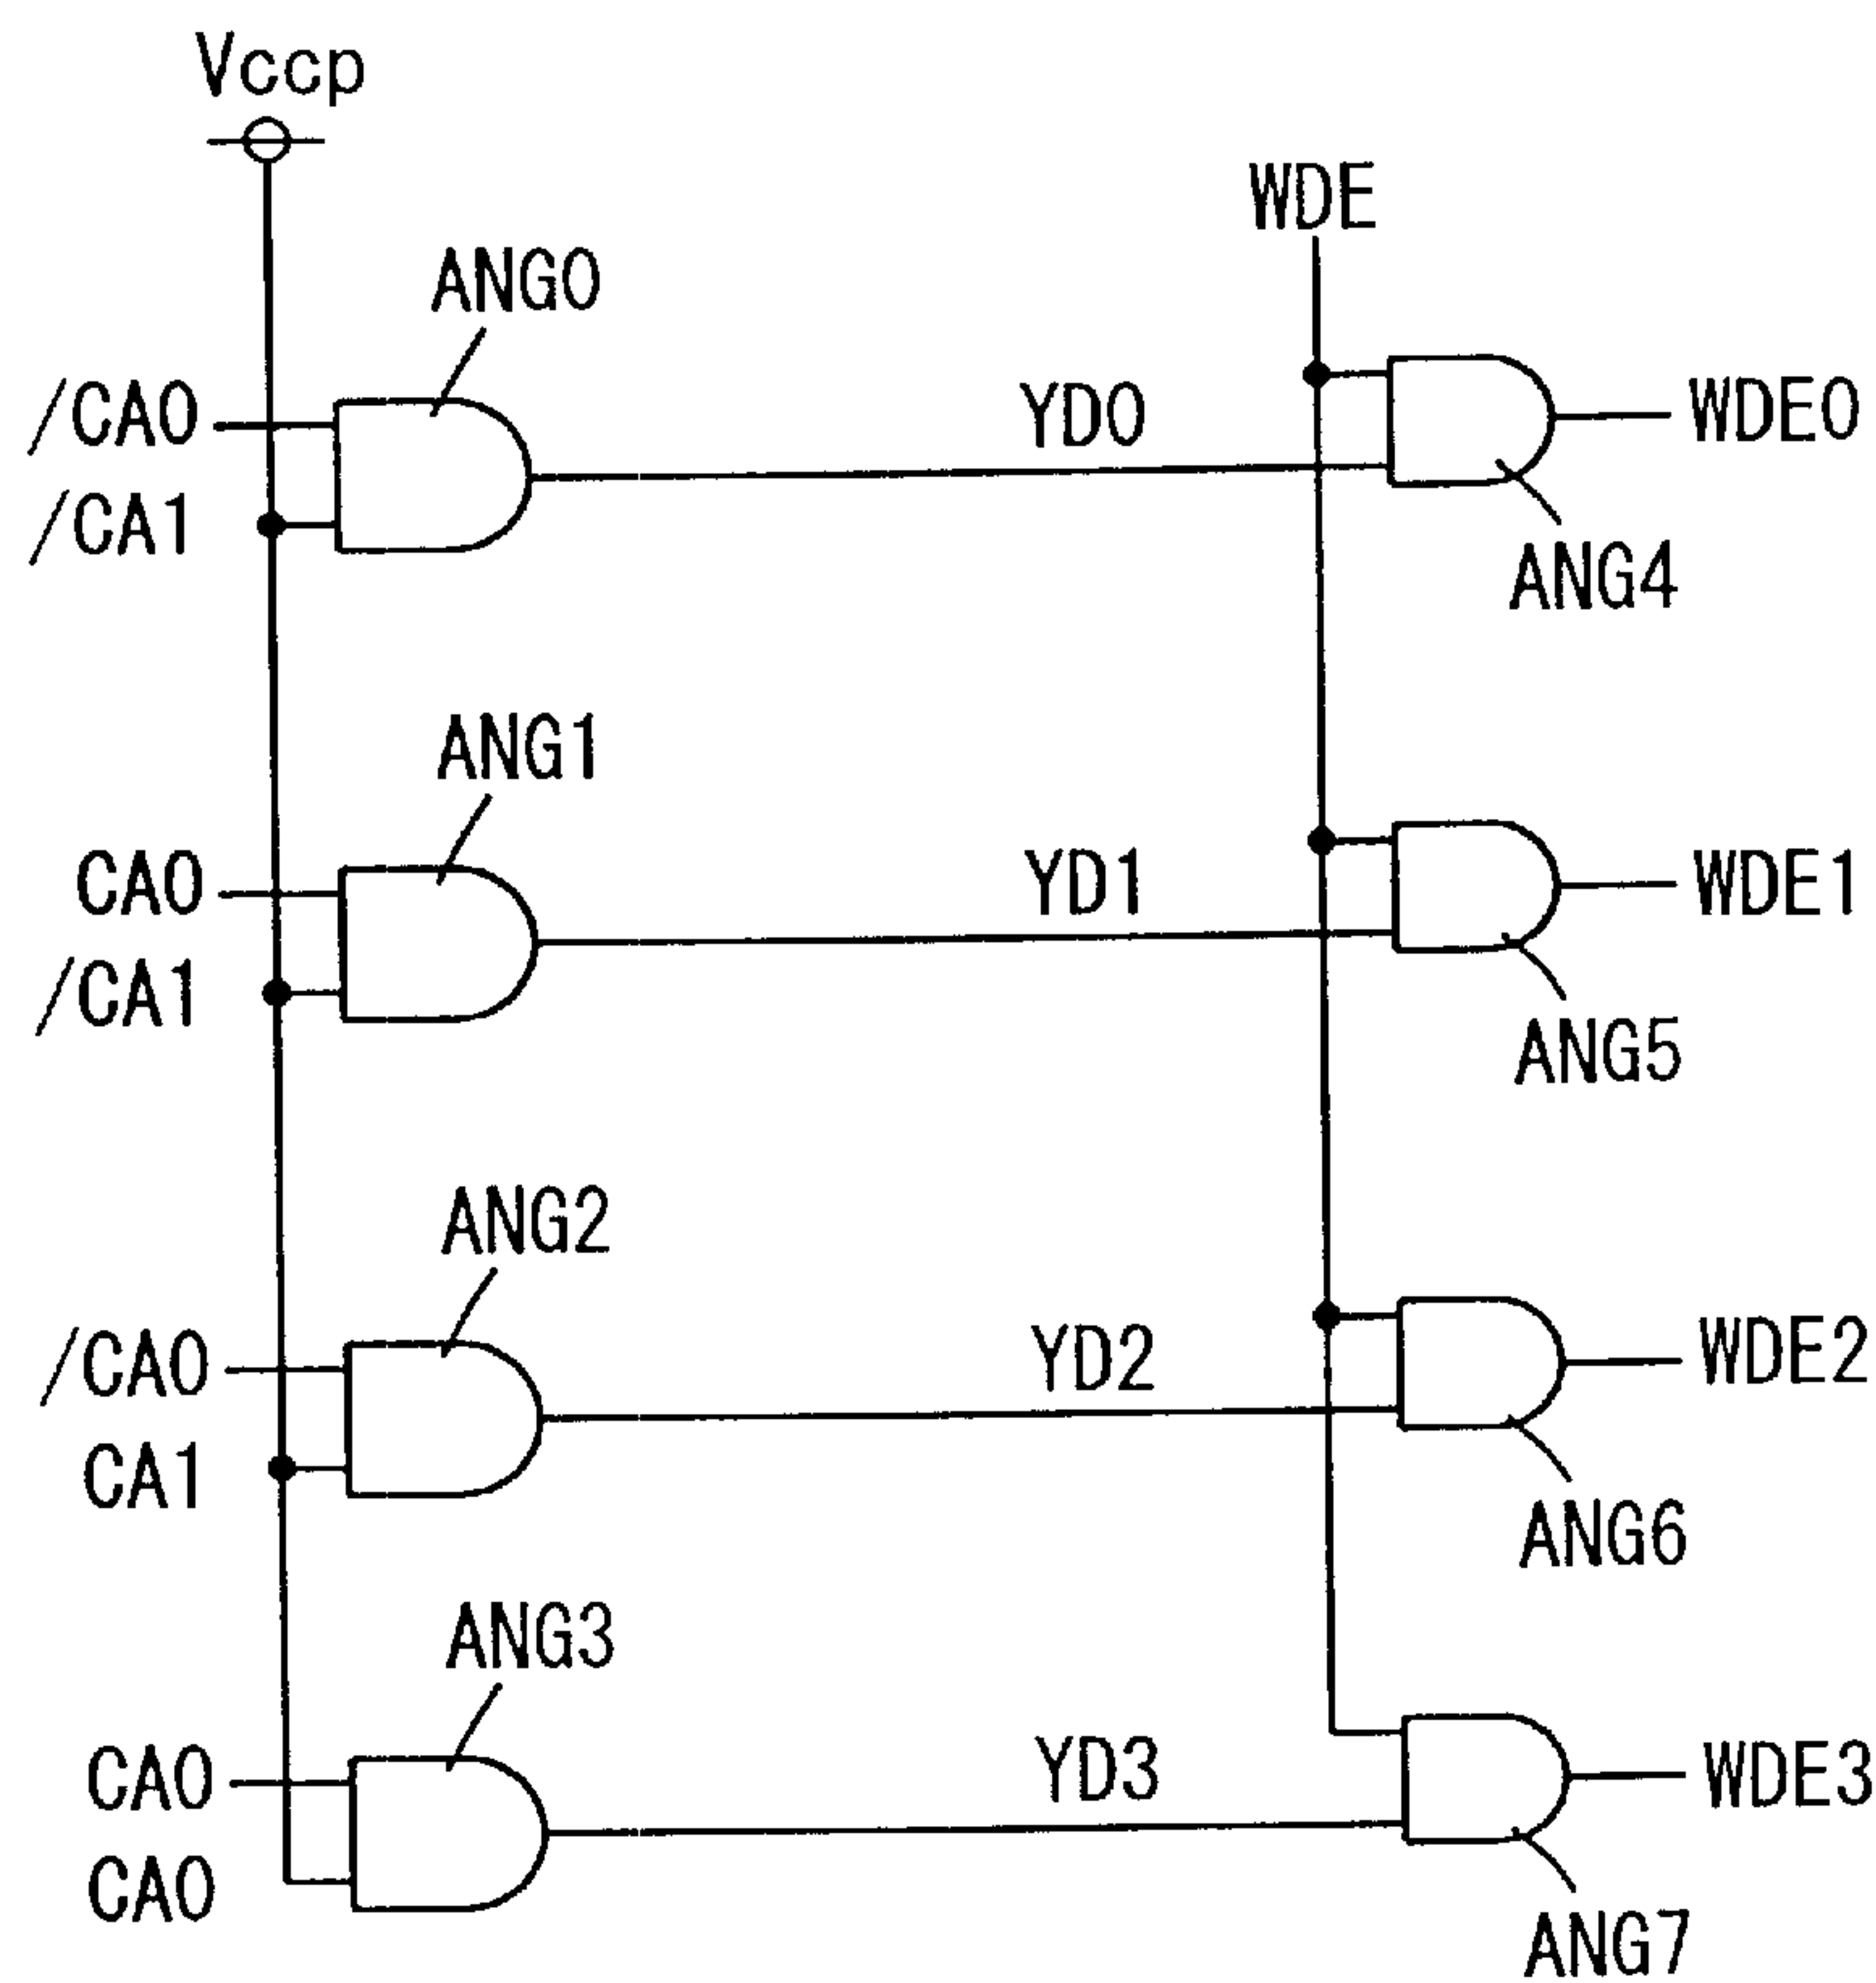 Vccp
WDE
ANG0
/CA0
YD0
WDE0
/CA1
ANG4
ANG1
CA0
YD1
WDE1
/CA1
ANG5
ANG2
/CA0
YD2
WDE2
CA1
ANG6
ANG3
CA0
YD3
WDE3
CA0
ANG7